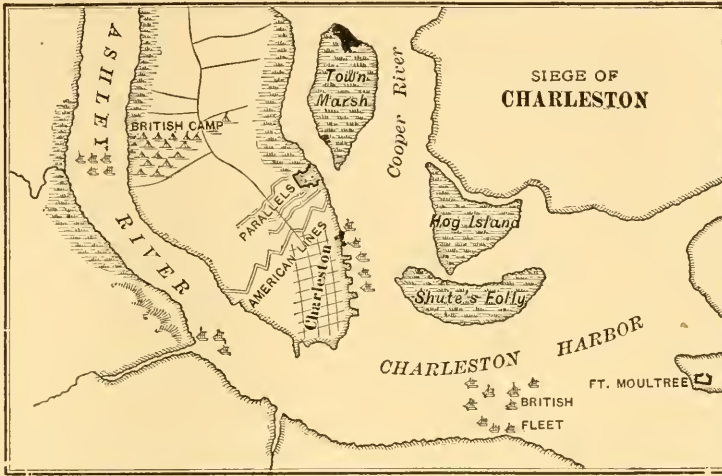 SIEGE OF
CHARLESTON
ASHLEY RIVER
BRITISH CAMP
Town
Marsh
Cooper River
PARALLELS
AMERICAN LINES
Charleston
Hog Island
Shute's Folly
CHARLESTON HARBOR
FT. MOULTREE
BRITISH
FLEET